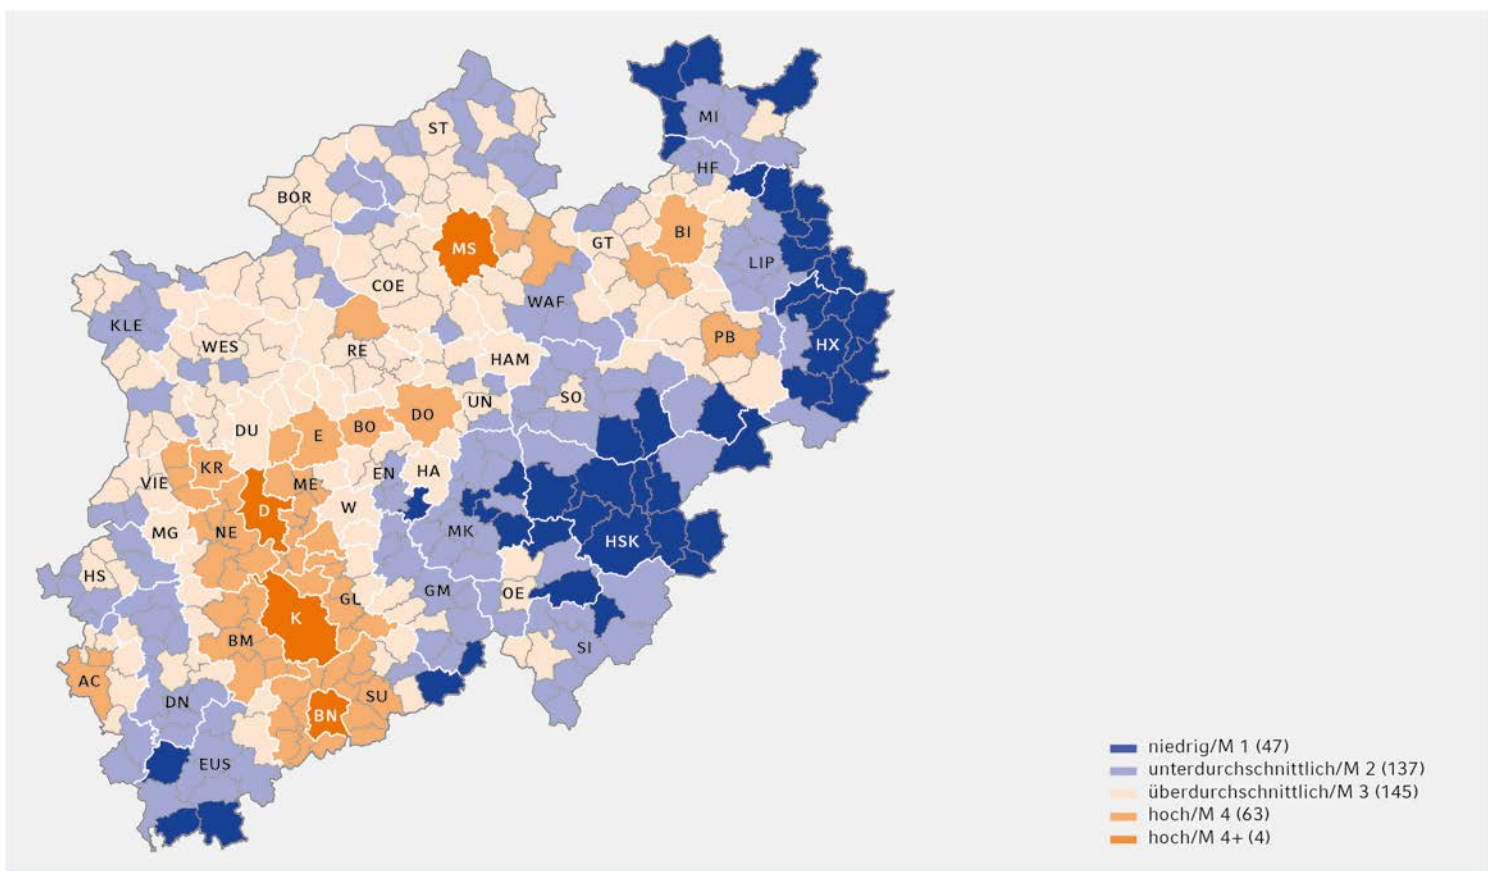 ST
MI
HF
BOR
MS
GT
BI
LIP
COE
WAF
KLE
WES
RE
HAM
PB
HX
SO
UN
DO
BO
E
DU
KR
VIE
ME
EN
HA
W
D
NE
MG
MK
HSK
HS
GL
GM
OE
K
BM
SI
AC
DN
SU
BN
EUS
niedrig/M 1 (47)
unterdurchschnittlich/M 2 (137)
überdurchschnittlich/M 3 (145)
hoch/M 4 (63)
hoch/M 4+ (4)